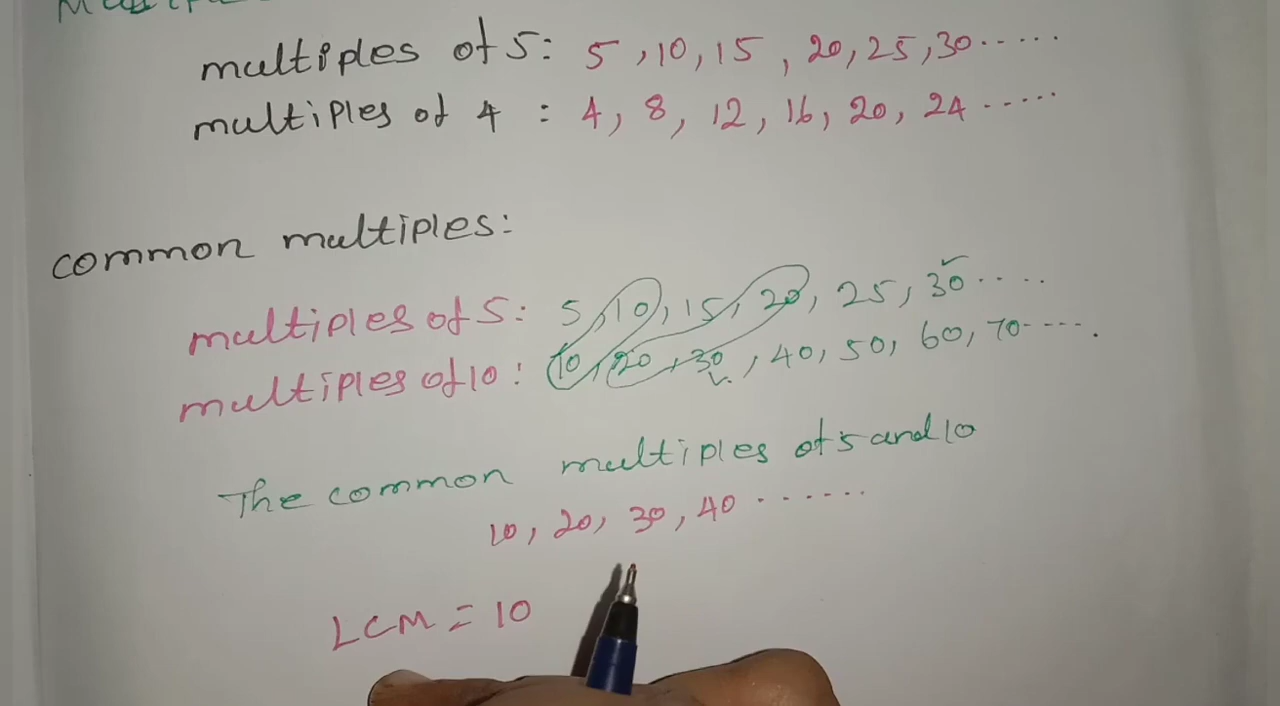 multiples of 5: 5, 10, 15, 20, 25, 30.....
multiples of 4 : 4, 8, 12, 16, 20, 24.....
common multiples:
multiples of 5: 5, 10, 15, 20, 25, 30.....
multiples of 10: 10, 20, 30, 40, 50, 60, 70.....
The common multiples of 5 and 10
10, 20, 30, 40.......
LCM = 10